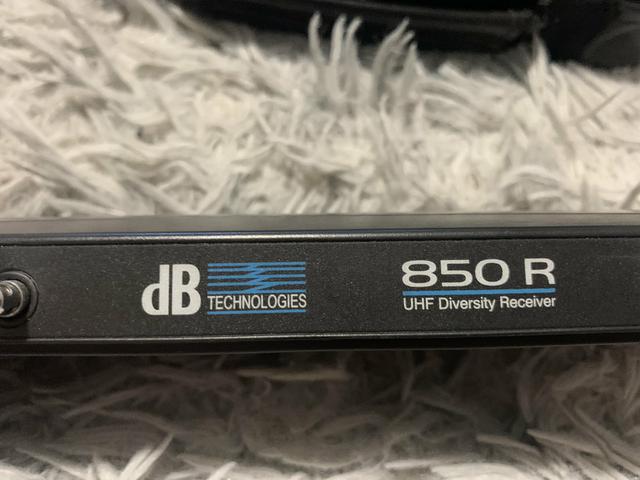 dB TECHNOLOGIES
850 R
UHF Diversity Receiver